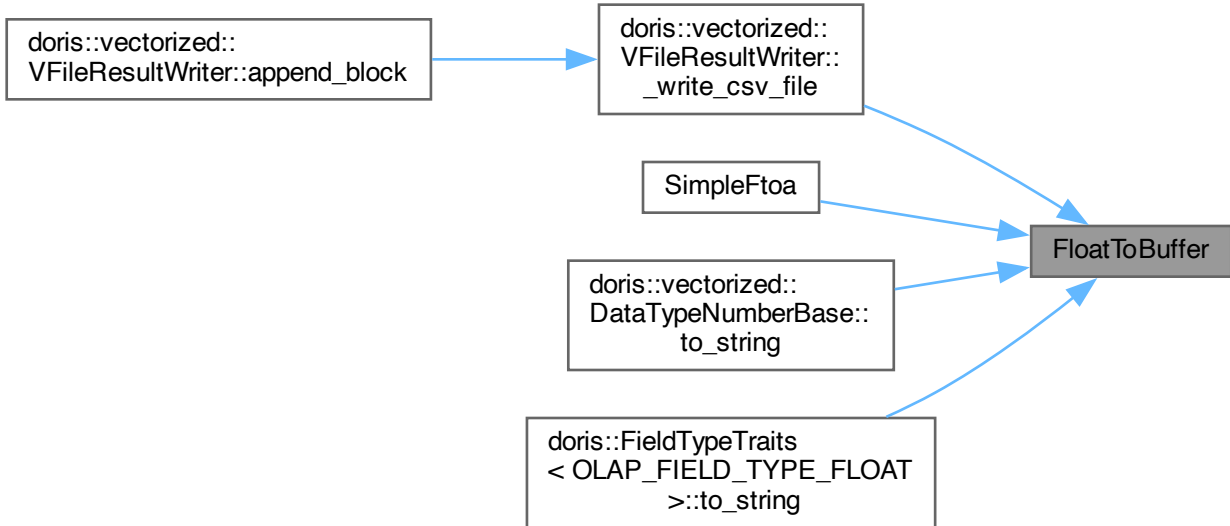 doris::vectorized::
VFileResultWriter::append_block
doris::vectorized::
VFileResultWriter::
_write_csv_file
SimpleFtoa
FloatToBuffer
doris::vectorized::
DataTypeNumberBase::
to_string
doris::FieldTypeTraits
< OLAP_FIELD_TYPE_FLOAT
>::to_string